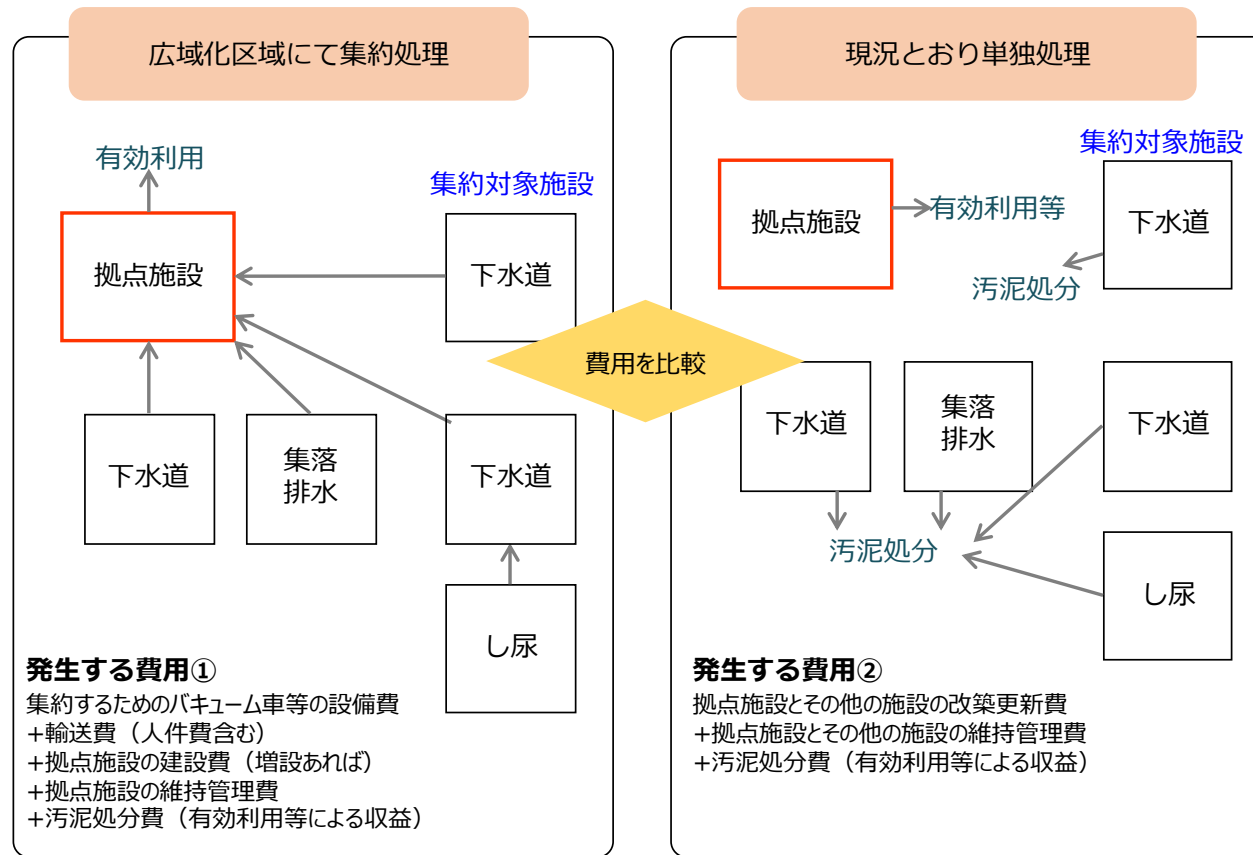 広域化区域にて集約処理
有効利用
集約対象施設
拠点施設
下水道
下水道
集落
排水
下水道
し尿
発生する費用①
集約するためのバキューム車等の設備費
+輸送費（人件費含む）
+拠点施設の建設費（増設あれば）
+拠点施設の維持管理費
+汚泥処分費（有効利用等による収益）
費用を比較
現況とおり単独処理
集約対象施設
拠点施設
有効利用等
下水道
汚泥処分
下水道
集落
排水
下水道
汚泥処分
し尿
発生する費用②
拠点施設とその他の施設の改築更新費
+拠点施設とその他の施設の維持管理費
+汚泥処分費（有効利用等による収益）